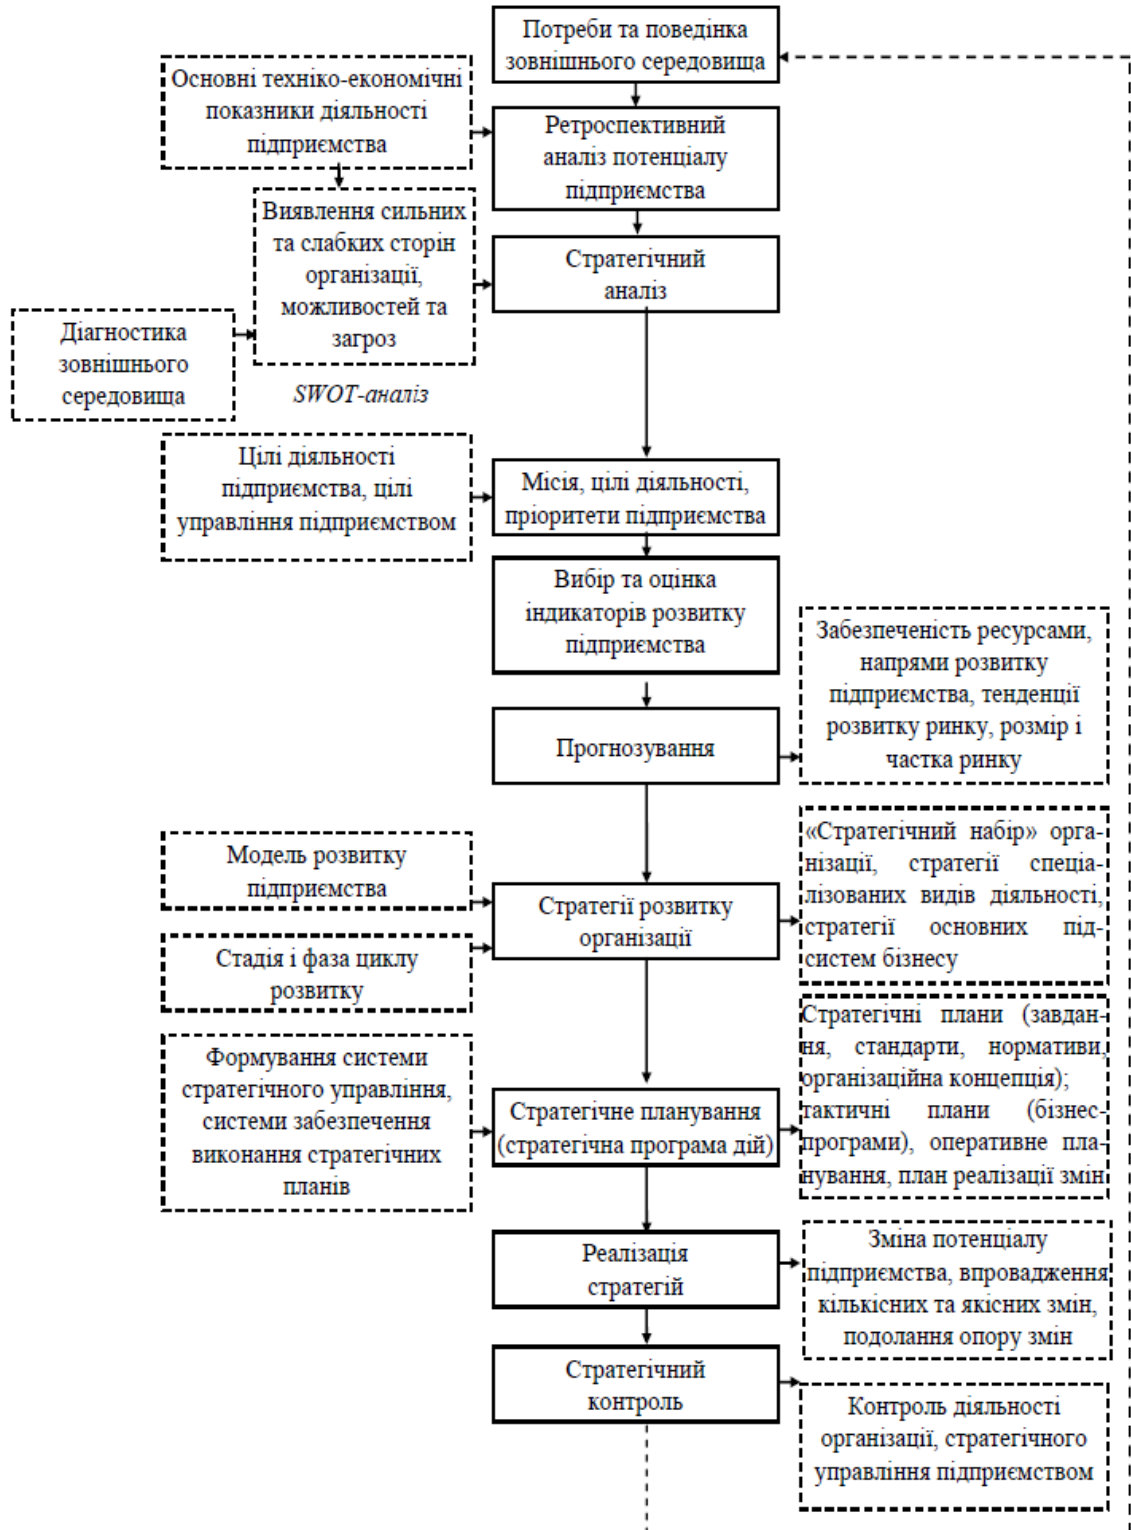 Потреби та поведінка
зовнішнього середовища
Основні техніко-економічні
показники діяльності
підприємства
Ретроспективний
аналіз потенціалу
підприємства
Виявлення сильних
та слабких сторін
організації,
можливостей та
загроз
Стратегічний
аналіз
Діагностика
зовнішнього
середовища
SWOT-аналіз
Цілі діяльності
підприємства, цілі
управління підприємством
Місія, цілі діяльності,
пріоритети підприємства
Вибір та оцінка
індикаторів розвитку
підприємства
Забезпеченість ресурсами,
напрями розвитку
підприємства, тенденції
розвитку ринку, розмір і
частка ринку
Прогнозування
Модель розвитку
підприємства
Стадія і фаза циклу
розвитку
Стратегії розвитку
організації
«Стратегічний набір» орга-
нізації, стратегії спеціа-
лізованих видів діяльності,
стратегії основних під-
систем бізнесу
Формування системи
стратегічного управління,
системи забезпечення
виконання стратегічних
планів
Стратегічне планування
(стратегічна програма дій)
Стратегічні плани (завдан-
ня, стандарти, нормативи,
організаційна концепція);
тактичні плани (бізнес-
програми), оперативне пла-
нування, план реалізації змін
Реалізація
стратегій
Зміна потенціалу
підприємства, впровадження
кількісних та якісних змін,
подолання опору змін
Стратегічний
контроль
Контроль діяльності
організації, стратегічного
управління підприємством